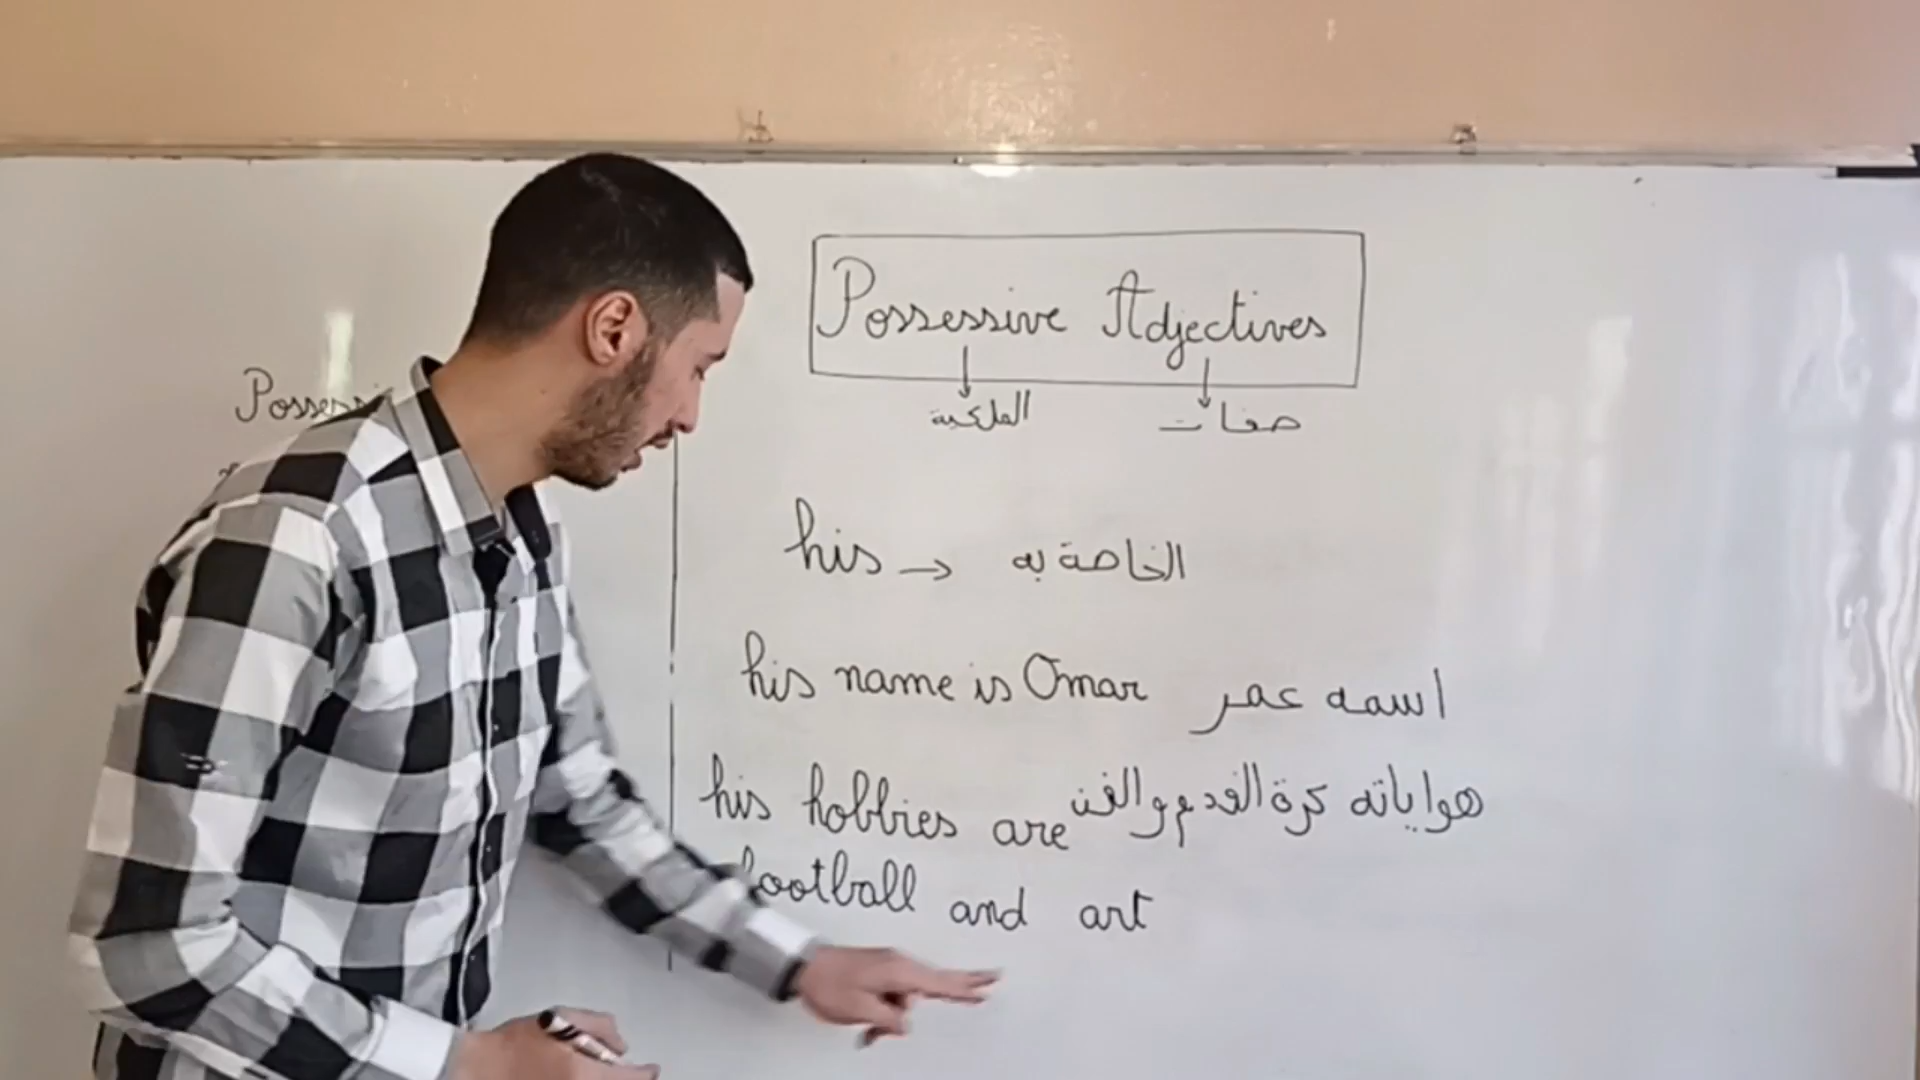 Possessive Adjectives
الملكية صفات
his → الخاصة به
his name is Omar اسمه عمر
his hobbies are هواياته كرة القدم والفن
football and art